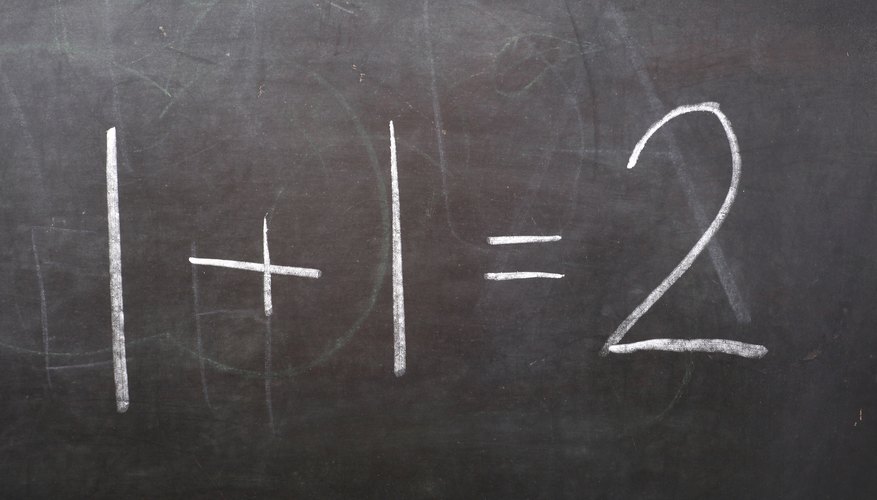 1 + 1 = 2